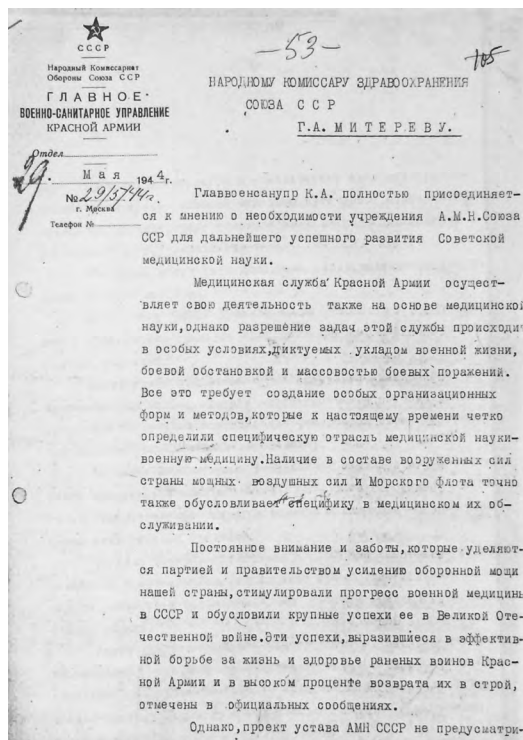 СССР
Народный Комиссариат
Обороны Союза ССР
ГЛАВНОЕ
ВОЕННО-САНИТАРНОЕ УПРАВЛЕНИЕ
КРАСНОЙ АРМИИ
Отдел
29. Мая 1944г.
№ 29/5/44г.
г. Москва
Телефон №
-53-
105
НАРОДНОМУ КОМИССАРУ ЗДРАВООХРАНЕНИЯ
СОЮЗА ССР
Г.А. МИТЕРЕВУ.
Главвоенсанупр К.А. полностью присоединяет-
ся к мнению о необходимости учреждения А.М.Н.Союза
ССР для дальнейшего успешного развития Советской
медицинской науки.
Медицинская служба Красной Армии осущест-
вляет свою деятельность также на основе медицинской
науки,однако разрешение задач этой службы происходи
в особых условиях,диктуемых укладом военной жизни,
боевой обстановкой и массовостью боевых поражений.
Все это требует создание особых организационных
форм и методов,которые к настоящему времени четко
определили специфическую отрасль медицинской науки-
военную медицину.Наличие в составе вооруженных сил
страны мощных воздушных сил и Морского флота точно
также обусловливает специфику в медицинском их об-
служивании.
Постоянное внимание и заботы,которые уделяют-
ся партией и правительством усилению оборонной мощи
нашей страны,стимулировали прогресс военной медицины
в СССР и обусловили крупные успехи ее в Великой Оте-
чественной войне.Эти успехи,выразившиеся в эффектив-
ной борьбе за жизнь и здоровье раненых воинов Крас-
ной Армии и в высоком проценте возврата их в строй,
отмечены в официальных сообщениях.
Однако,проект устава АМН СССР не предусматри-